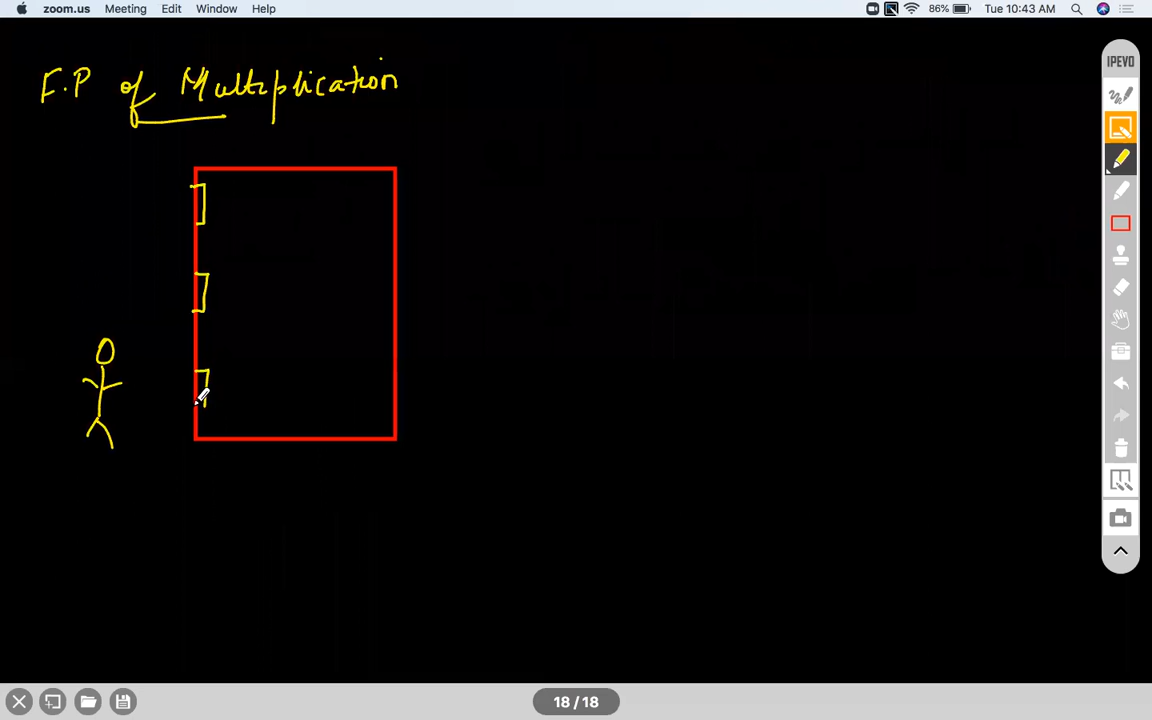 zoom.us Meeting Edit Window Help 86% Tue 10:43 AM
F.P of Multiplication
IPEVO
18 / 18